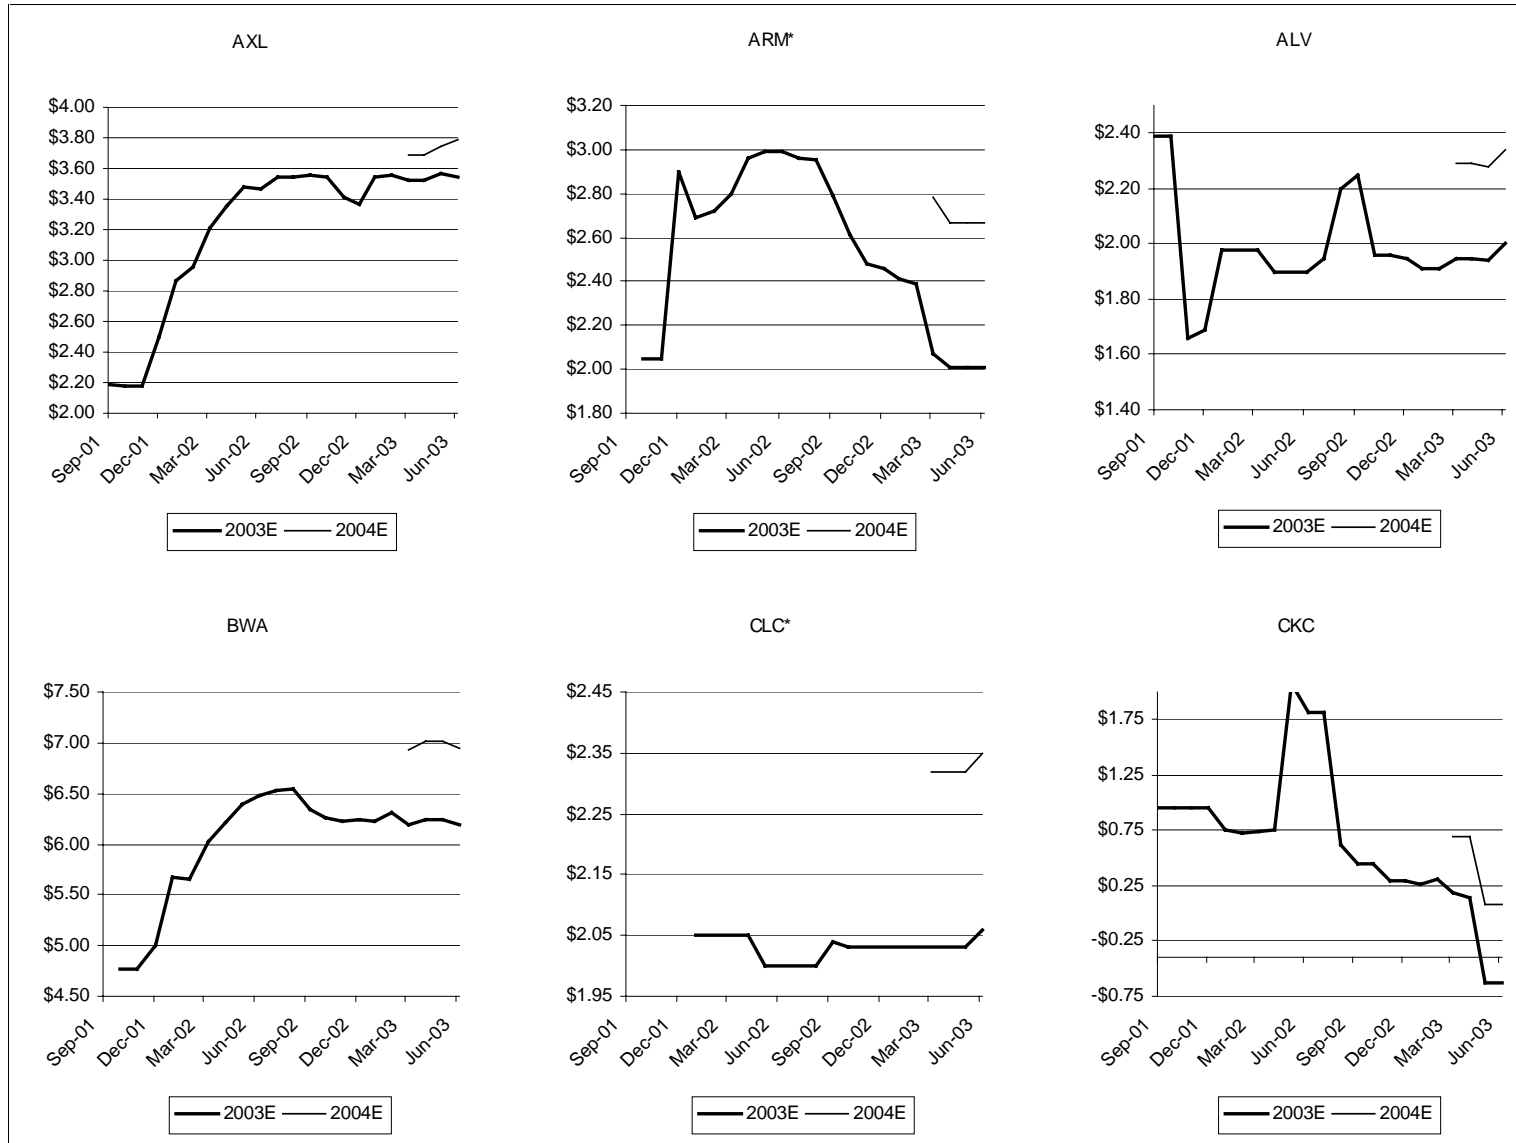 AXL
$4.00
$3.80
$3.60
$3.40
$3.20
$3.00
$2.80
$2.60
$2.40
$2.20
$2.00
Sep-01
Dec-01
Mar-02
Jun-02
Sep-02
Dec-02
Mar-03
Jun-03
2003E
2004E
ARM*
$3.20
$3.00
$2.80
$2.60
$2.40
$2.20
$2.00
$1.80
Sep-01
Dec-01
Mar-02
Jun-02
Sep-02
Dec-02
Mar-03
Jun-03
2003E
2004E
ALV
$2.40
$2.20
$2.00
$1.80
$1.60
$1.40
Sep-01
Dec-01
Mar-02
Jun-02
Sep-02
Dec-02
Mar-03
Jun-03
2003E
2004E
BWA
$7.50
$7.00
$6.50
$6.00
$5.50
$5.00
$4.50
Sep-01
Dec-01
Mar-02
Jun-02
Sep-02
Dec-02
Mar-03
Jun-03
2003E
2004E
CLC*
$2.45
$2.35
$2.25
$2.15
$2.05
$1.95
Sep-01
Dec-01
Mar-02
Jun-02
Sep-02
Dec-02
Mar-03
Jun-03
2003E
2004E
CKC
$1.75
$1.25
$0.75
$0.25
-$0.25
-$0.75
Sep-01
Dec-01
Mar-02
Jun-02
Sep-02
Dec-02
Mar-03
Jun-03
2003E
2004E